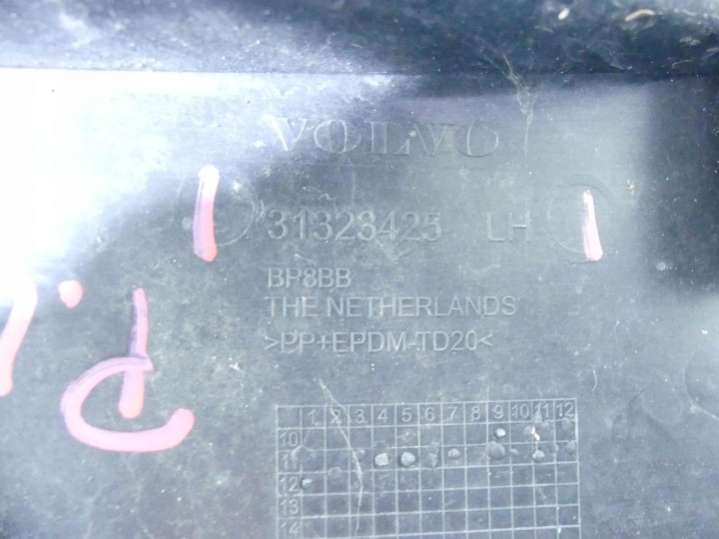 VOLVO
31323425 LH
BP8BB
THE NETHERLANDS
>PP+EPDM-TD20<
1 2 3 4 5 6 7 8 9 10 11 12
10
11
12
13
14